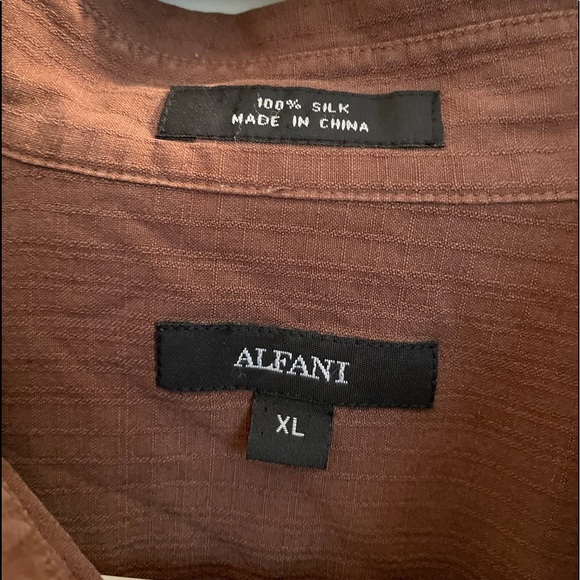 100% SILK
MADE IN CHINA
ALFANI
XL